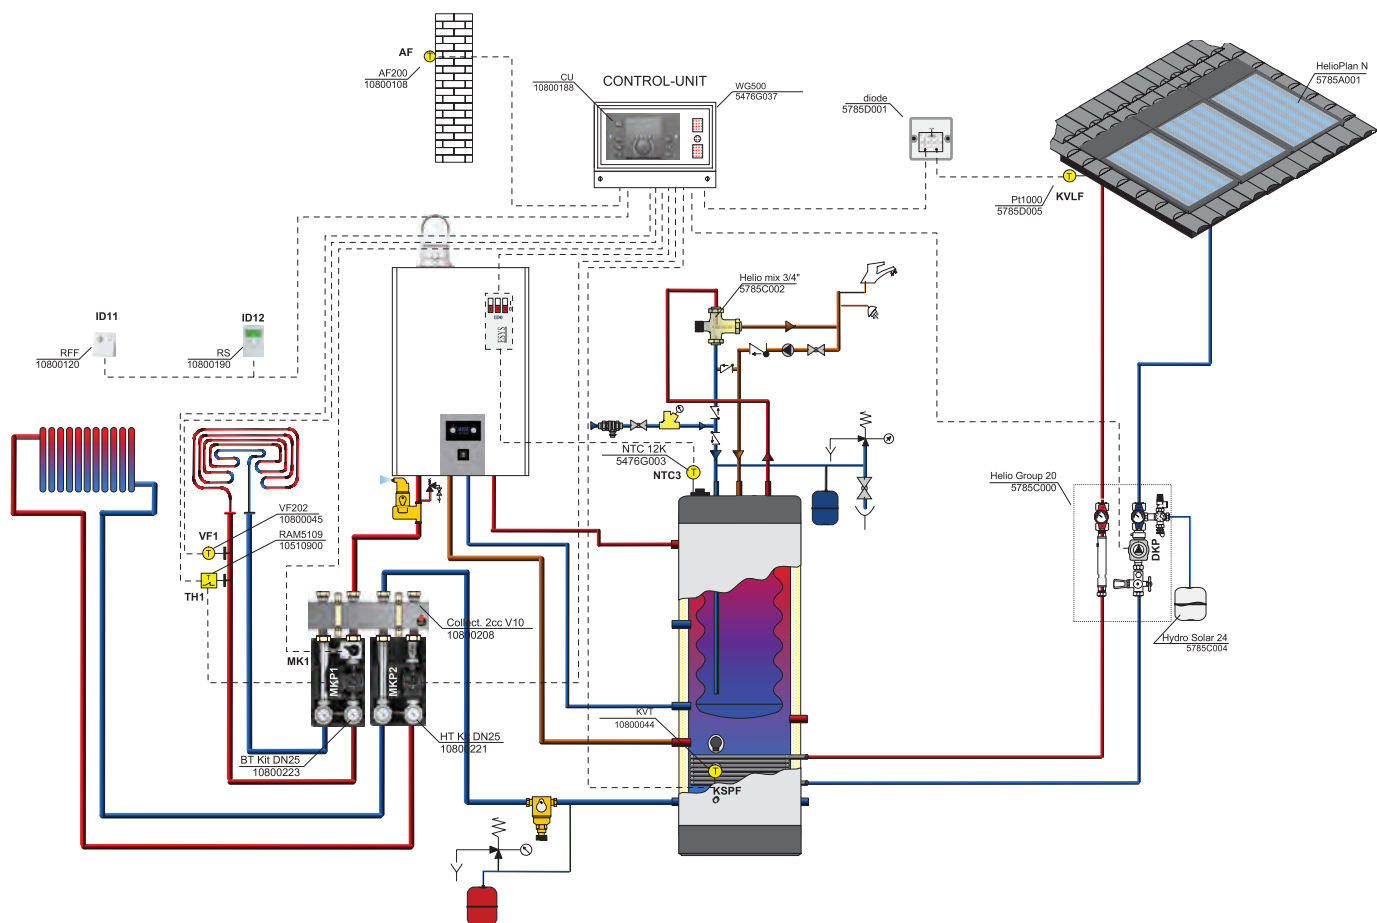 AF
AF200
10800108
CU
10800188
CONTROL-UNIT
WG500
5476G037
diode
5785D001
HelioPlan N
5785A001
T
Pt1000
5785D005
KVLF
T
Helio mix 3/4"
5785C002
ID11
RFF
10800120
ID12
RS
10800190
ESYS
NTC 12K
5476G003
NTC3
T
Helio Group 20
5785C000
DKP
Hydro Solar 24
5785C004
VF202
10800045
VF1
T
RAM5109
10510900
TH1
Collect. 2cc V10
10800208
MK1
MKP1
MKP2
BT Kit DN25
10800223
HT Kit DN25
10800221
KVT
10800044
T
KSPF